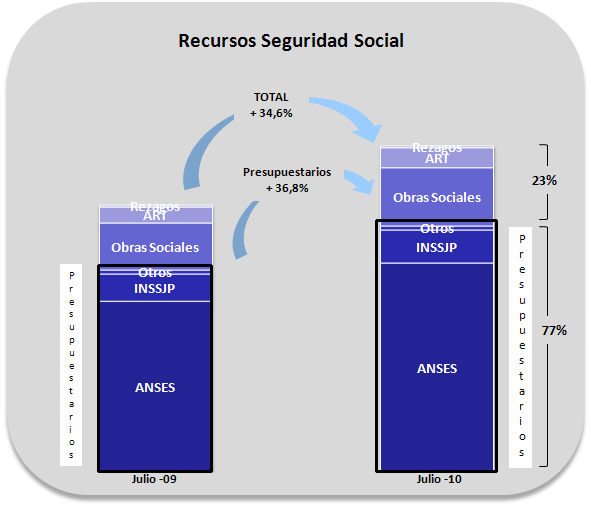 Recursos Seguridad Social
TOTAL
+ 34,6%
Presupuestarios
+ 36,8%
Rezagos
ART
Obras Sociales
Otros
INSSJP
ANSES
Presupuestarios
Julio -09
Rezagos
ART
Obras Sociales
Otros
INSSJP
ANSES
Presupuestarios
23%
77%
Julio -10